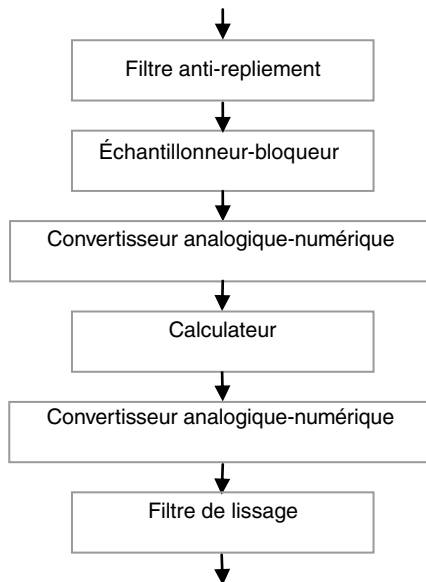 Filtre anti-repliement
Échantillonneur-bloqueur
Convertisseur analogique-numérique
Calculateur
Convertisseur analogique-numérique
Filtre de lissage